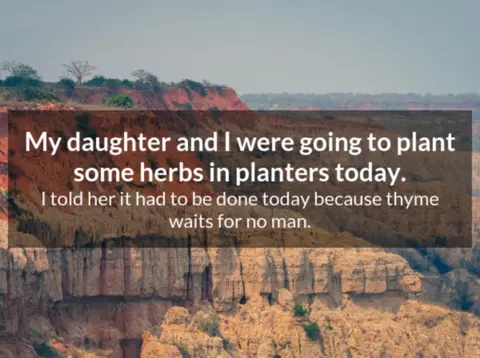 My daughter and I were going to plant
some herbs in planters today.
I told her it had to be done today because thyme
waits for no man.